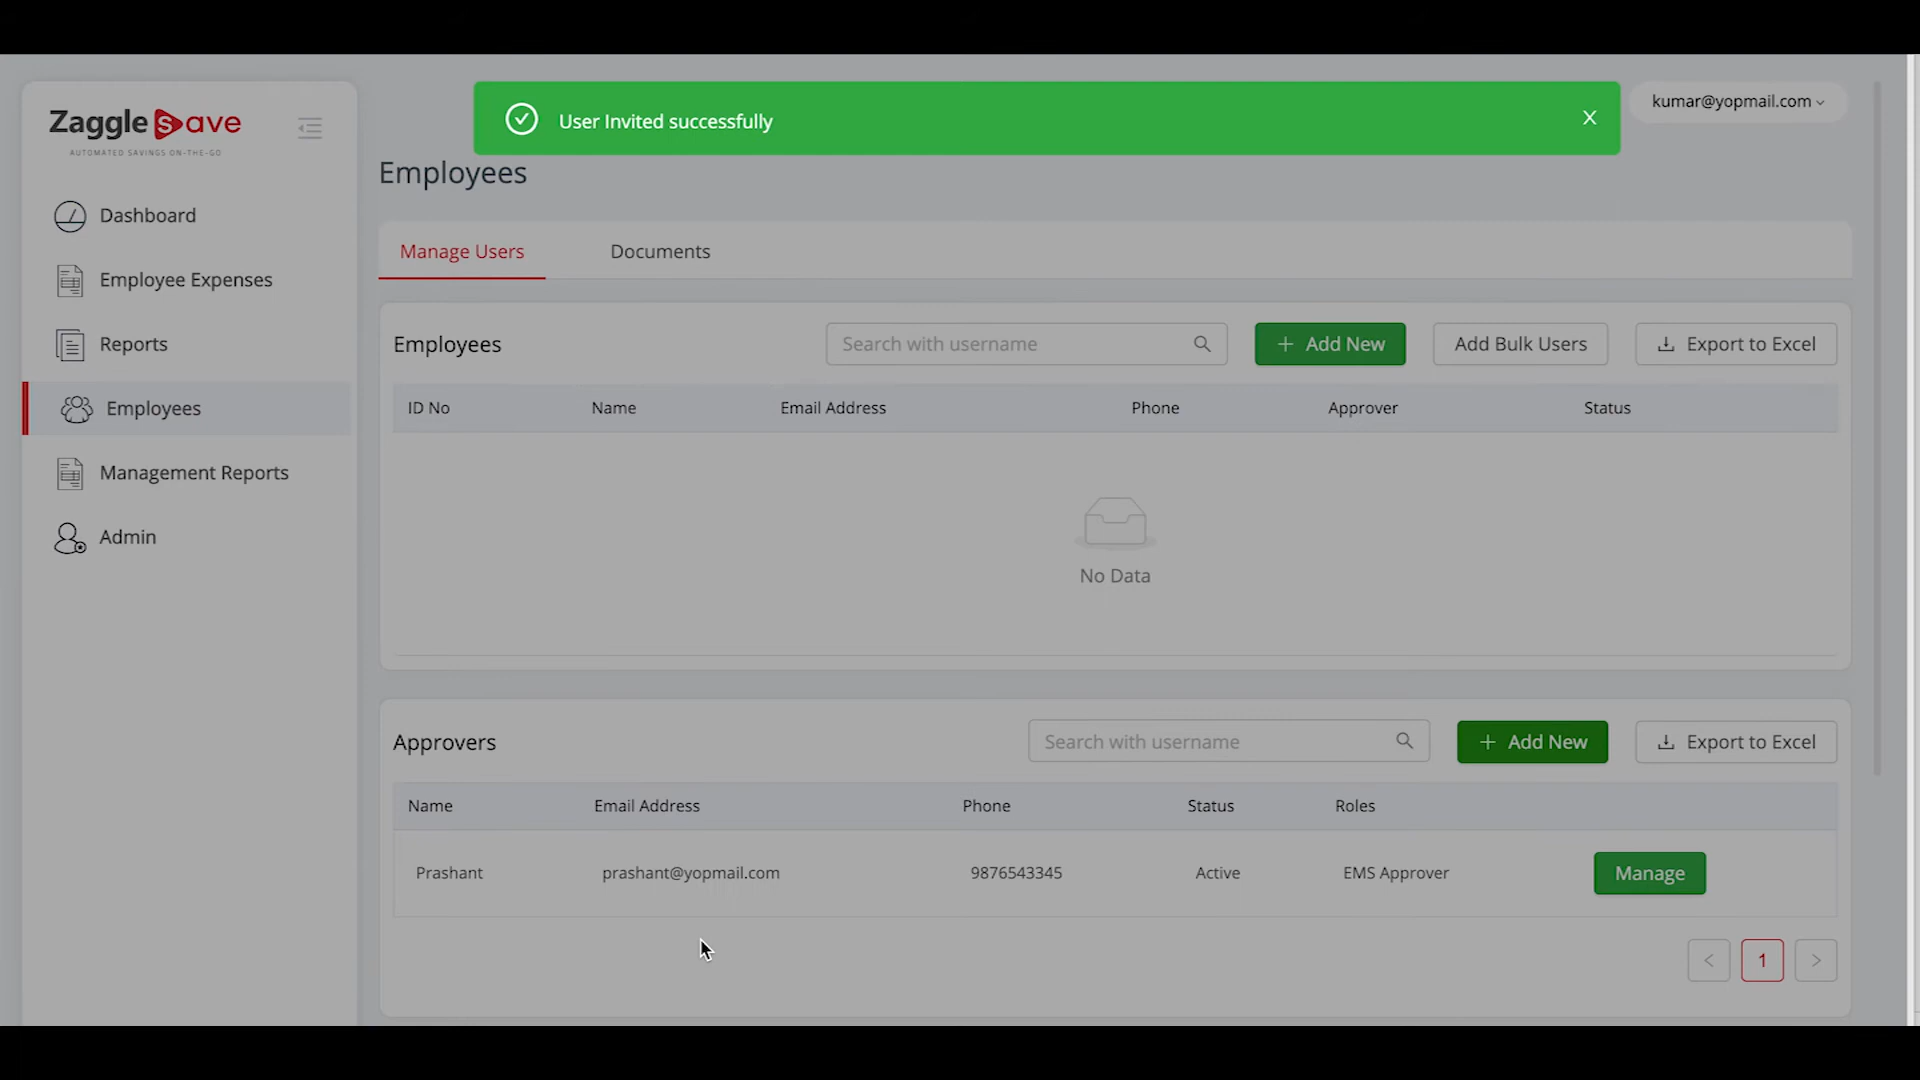 Zaggle save
AUTOMATED SAVINGS ON-THE-GO
User Invited successfully
kumar@yopmail.com
Dashboard
Employee Expenses
Reports
Employees
Management Reports
Admin
Employees
Manage Users Documents
Employees Search with username + Add New Add Bulk Users Export to Excel
ID No Name Email Address Phone Approver Status
No Data
Approvers Search with username + Add New Export to Excel
Name Email Address Phone Status Roles
Prashant prashant@yopmail.com 9876543345 Active EMS Approver Manage
< 1 >